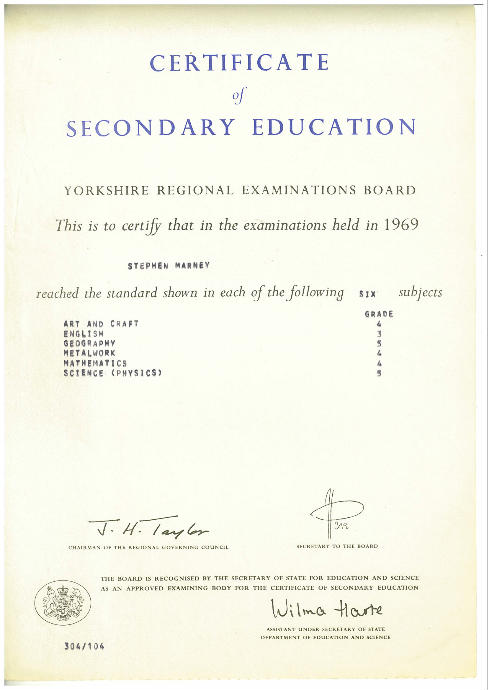 CERTIFICATE
of
SECONDARY EDUCATION
YORKSHIRE REGIONAL EXAMINATIONS BOARD
This is to certify that in the examinations held in 1969
STEPHEN MARNEY
reached the standard shown in each of the following SIX subjects
GRADE
ART AND CRAFT 4
ENGLISH 3
GEOGRAPHY 5
METALWORK 4
MATHEMATICS 4
SCIENCE (PHYSICS) 5
J. H. Taylor
CHAIRMAN OF THE REGIONAL GOVERNING COUNCIL
SECRETARY TO THE BOARD
THE BOARD IS RECOGNISED BY THE SECRETARY OF STATE FOR EDUCATION AND SCIENCE
AS AN APPROVED EXAMINING BODY FOR THE CERTIFICATE OF SECONDARY EDUCATION
Wilma Harte
ASSISTANT UNDER-SECRETARY OF STATE
DEPARTMENT OF EDUCATION AND SCIENCE
304/104